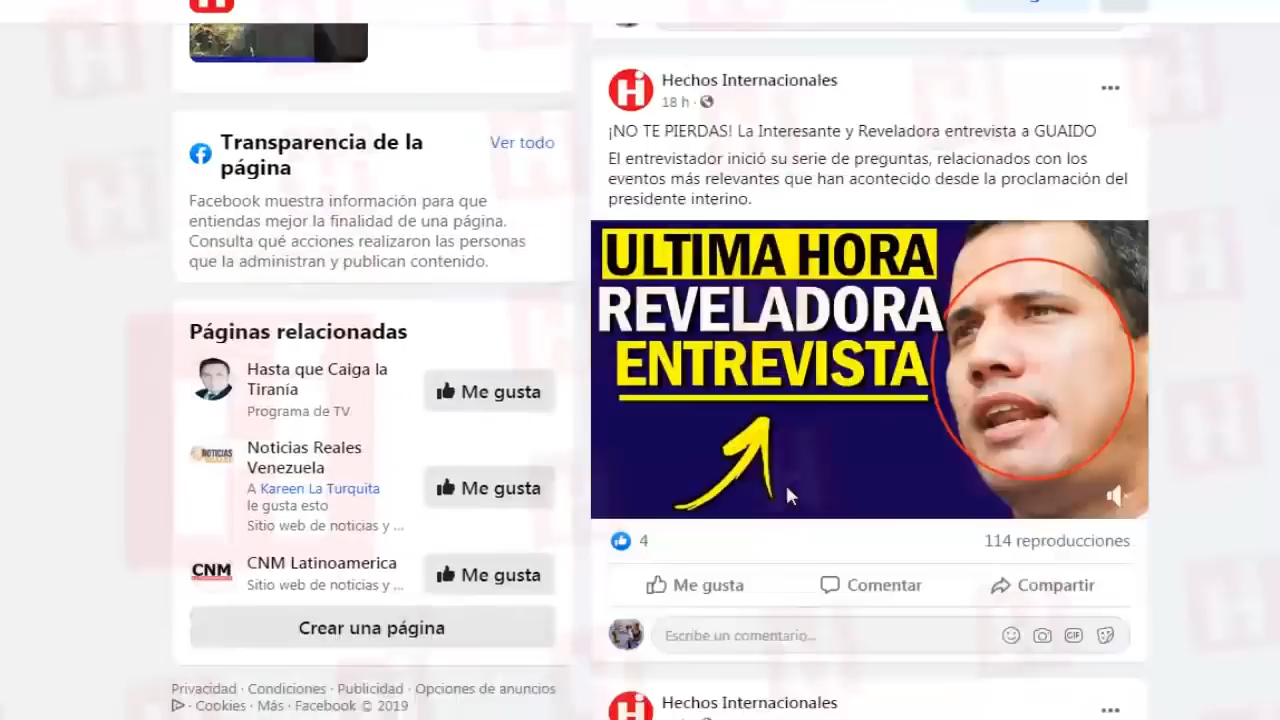 Transparencia de la
página
Ver todo
Facebook muestra información para que
entiendas mejor la finalidad de una página.
Consulta qué acciones realizaron las personas
que la administran y publican contenido.
Páginas relacionadas
Hasta que Caiga la
Tiranía
Programa de TV
Me gusta
NOTICIAS
Noticias Reales
Venezuela
A Kareen La Turquita
le gusta esto
Sitio web de noticias y ...
Me gusta
CNM
CNM Latinoamerica
Sitio web de noticias y ...
Me gusta
Crear una página
Privacidad · Condiciones · Publicidad · Opciones de anuncios
· Cookies · Más · Facebook © 2019
Hi
Hechos Internacionales
18 h ·
¡NO TE PIERDAS! La Interesante y Reveladora entrevista a GUAIDO
El entrevistador inició su serie de preguntas, relacionados con los
eventos más relevantes que han acontecido desde la proclamación del
presidente interino.
ULTIMA HORA
REVELADORA
ENTREVISTA
4
114 reproducciones
Me gusta
Comentar
Compartir
Escribe un comentario...
GIF
Hi
Hechos Internacionales